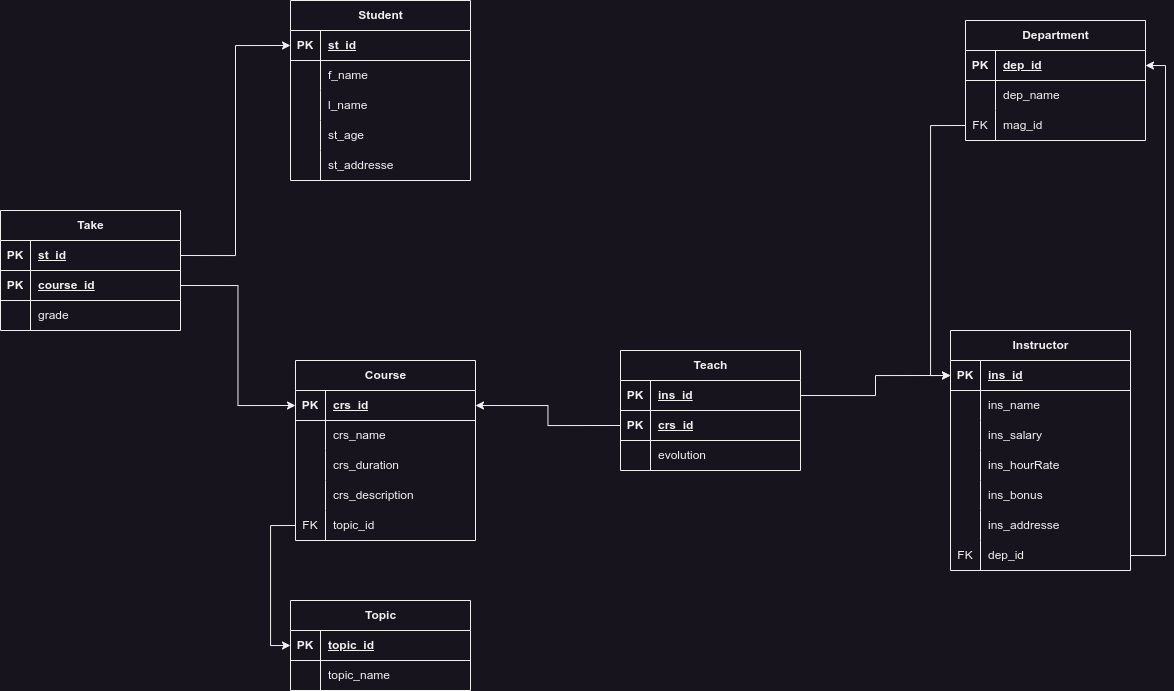 Student
PK st_id
f_name
l_name
st_age
st_addresse
Department
PK dep_id
dep_name
FK mag_id
Take
PK st_id
PK course_id
grade
Course
PK crs_id
crs_name
crs_duration
crs_description
FK topic_id
Teach
PK ins_id
PK crs_id
evolution
Instructor
PK ins_id
ins_name
ins_salary
ins_hourRate
ins_bonus
ins_addresse
FK dep_id
Topic
PK topic_id
topic_name